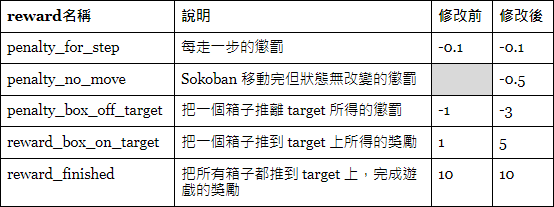 reward名稱 說明 修改前 修改後
penalty_for_step 每走一步的懲罰 -0.1 -0.1
penalty_no_move Sokoban 移動完但狀態無改變的懲罰 -0.5
penalty_box_off_target 把一個箱子推離 target 所得的懲罰 -1 -3
reward_box_on_target 把一個箱子推到 target 上所得的獎勵 1 5
reward_finished 把所有箱子都推到 target 上，完成遊 10 10
戲的獎勵